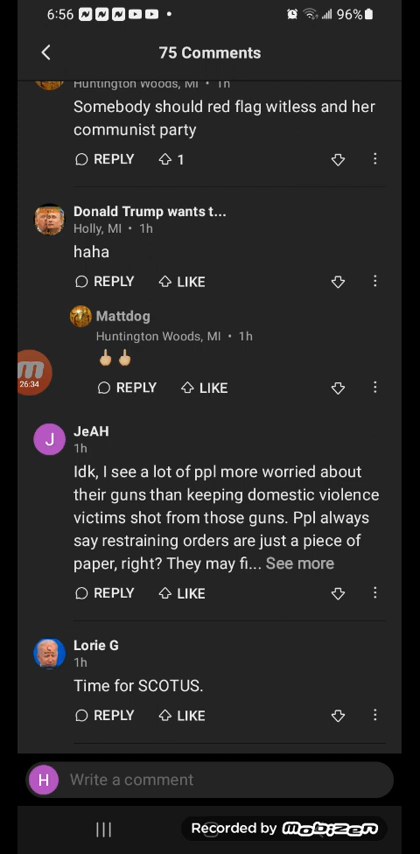 6:56
96%
75 Comments
Huntington Woods, MI • 1h
Somebody should red flag witless and her
communist party
REPLY 1
Donald Trump wants t...
Holly, MI • 1h
haha
REPLY LIKE
Mattdog
Huntington Woods, MI • 1h
REPLY LIKE
26:34
J
JeAH
1h
Idk, I see a lot of ppl more worried about
their guns than keeping domestic violence
victims shot from those guns. Ppl always
say restraining orders are just a piece of
paper, right? They may fi... See more
REPLY LIKE
Lorie G
1h
Time for SCOTUS.
REPLY LIKE
H Write a comment
Recorded by mobizen